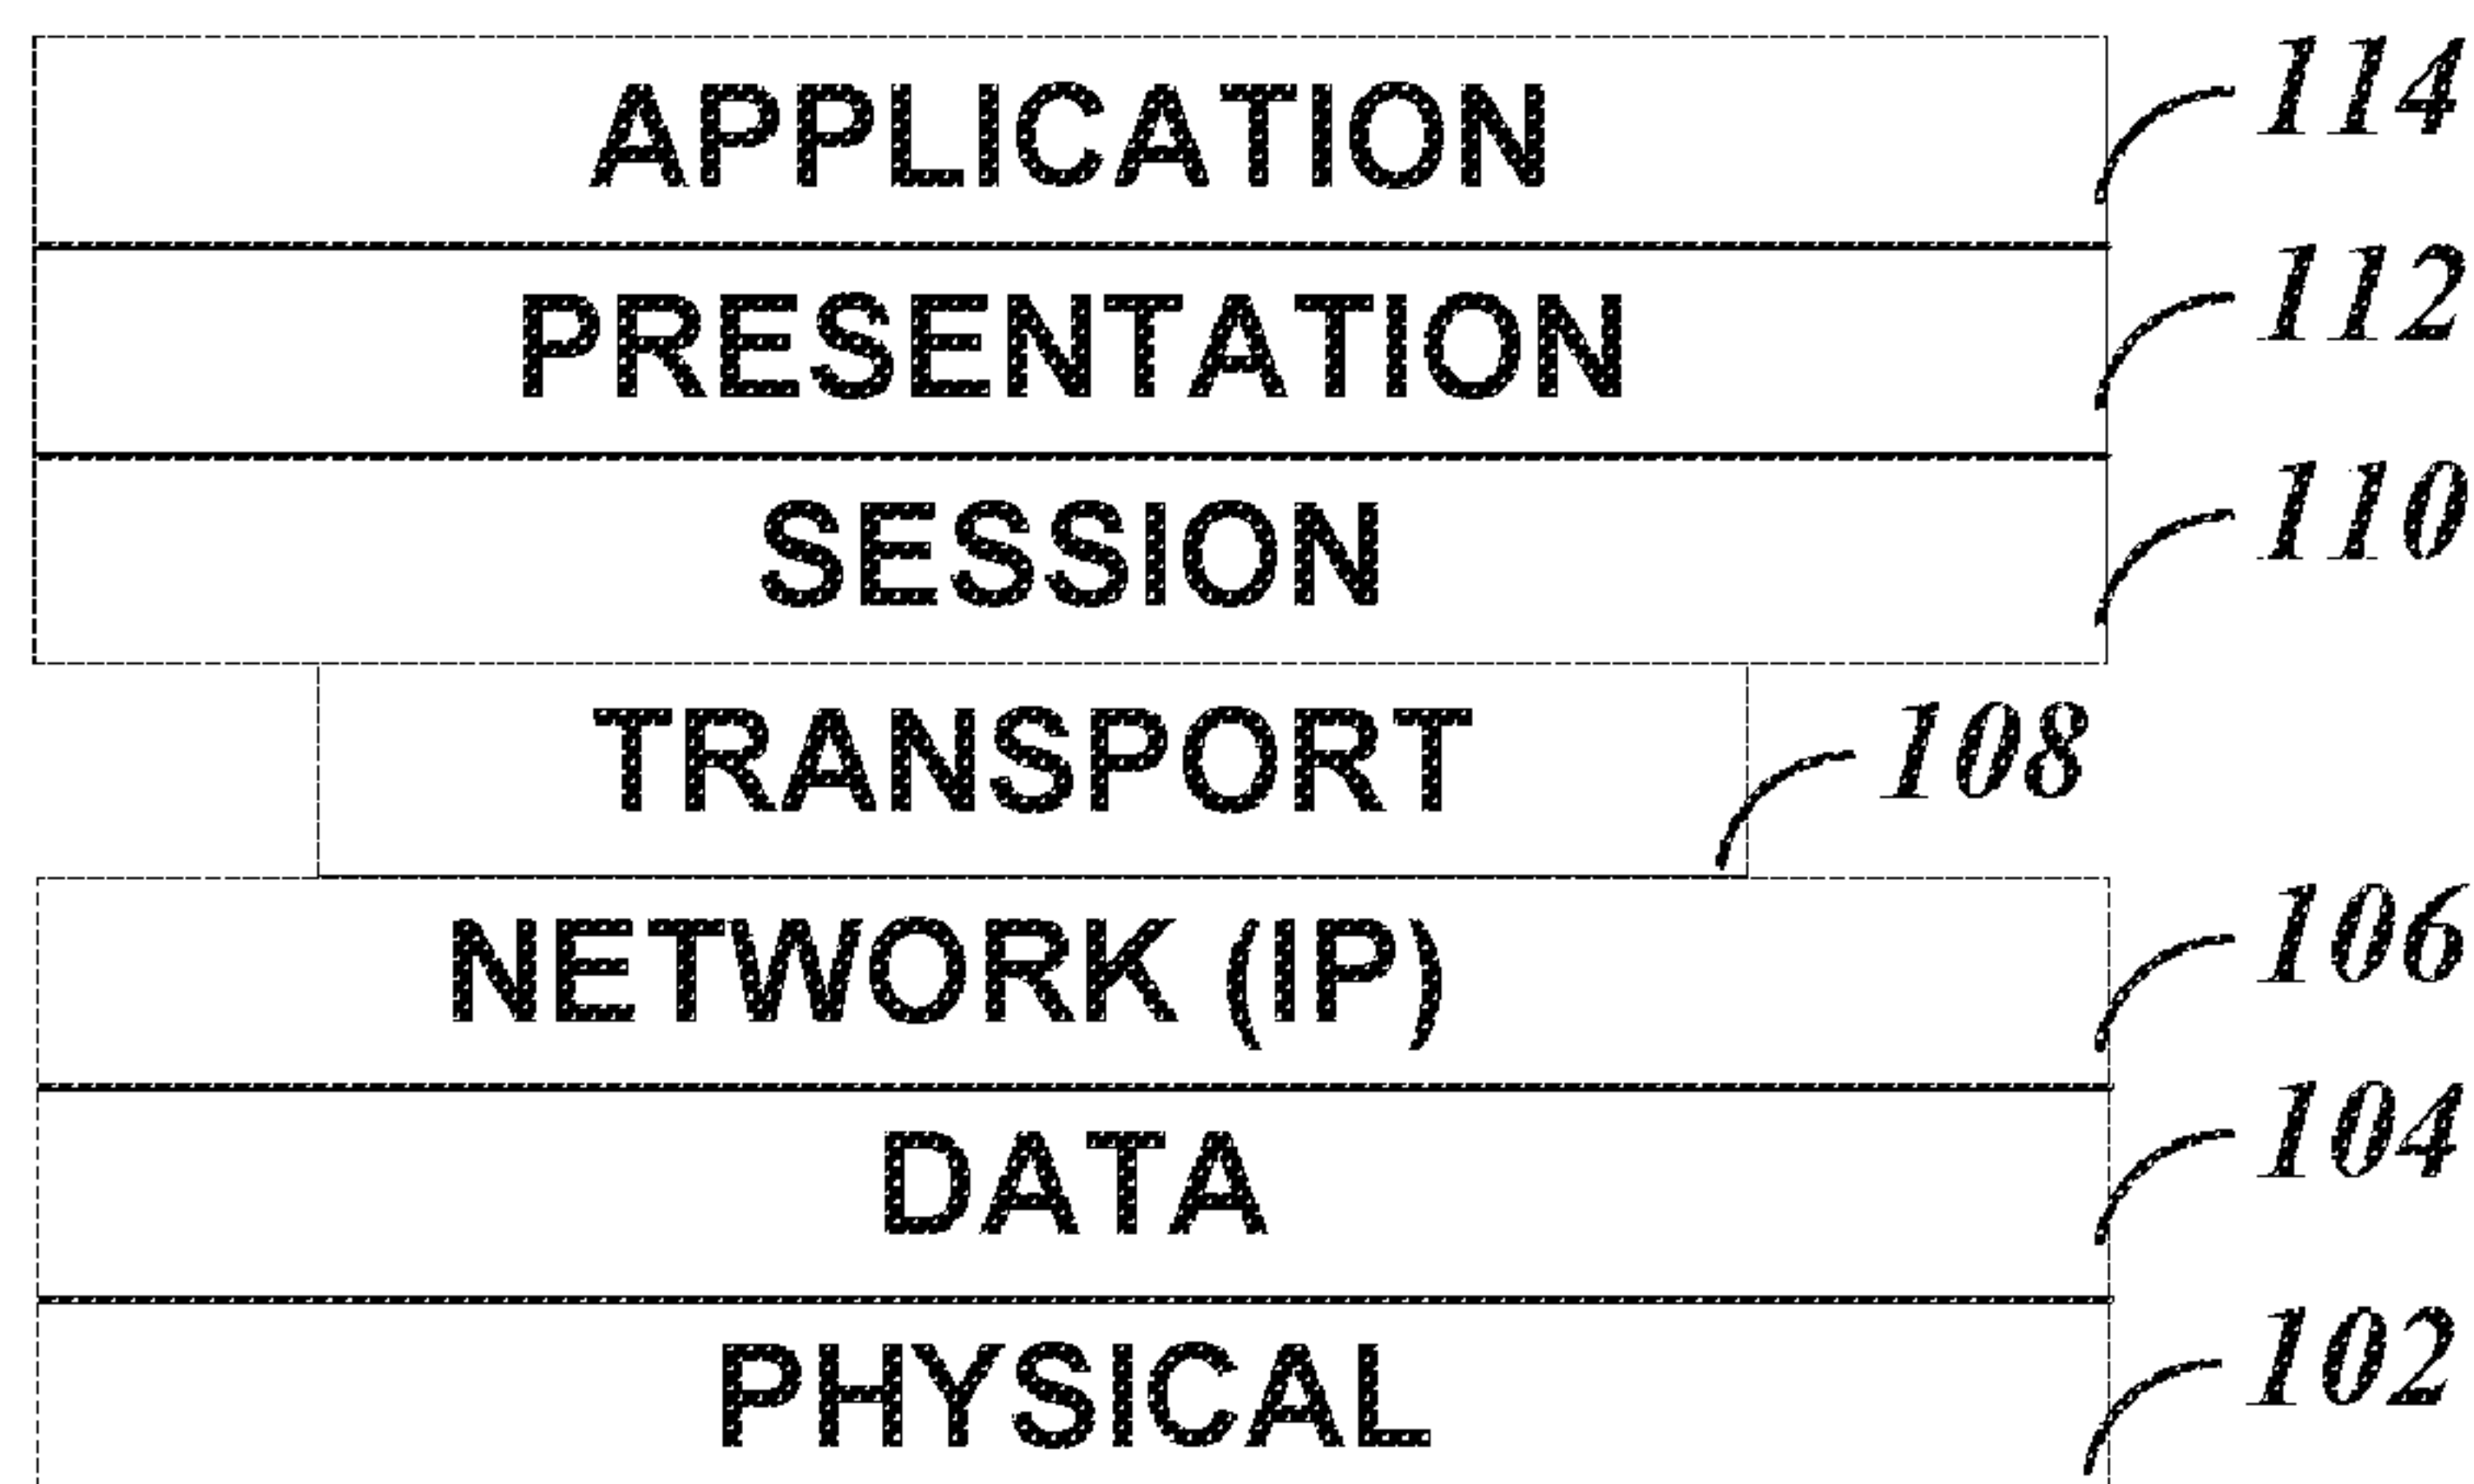 APPLICATION 114
PRESENTATION 112
SESSION 110
TRANSPORT 108
NETWORK (IP) 106
DATA 104
PHYSICAL 102